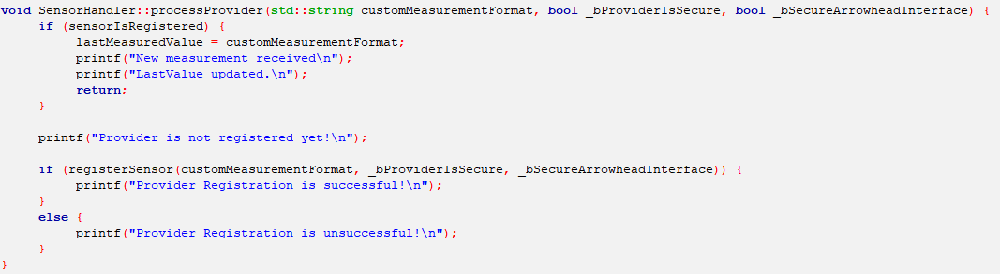 void SensorHandler::processProvider(std::string customMeasurementFormat, bool _bProviderIsSecure, bool _bSecureArrowheadInterface) {
if (sensorIsRegistered) {
lastMeasuredValue = customMeasurementFormat;
printf("New measurement received\n");
printf("LastValue updated.\n");
return;
}
printf("Provider is not registered yet!\n");
if (registerSensor(customMeasurementFormat, _bProviderIsSecure, _bSecureArrowheadInterface)) {
printf("Provider Registration is successful!\n");
}
else {
printf("Provider Registration is unsuccessful!\n");
}
}